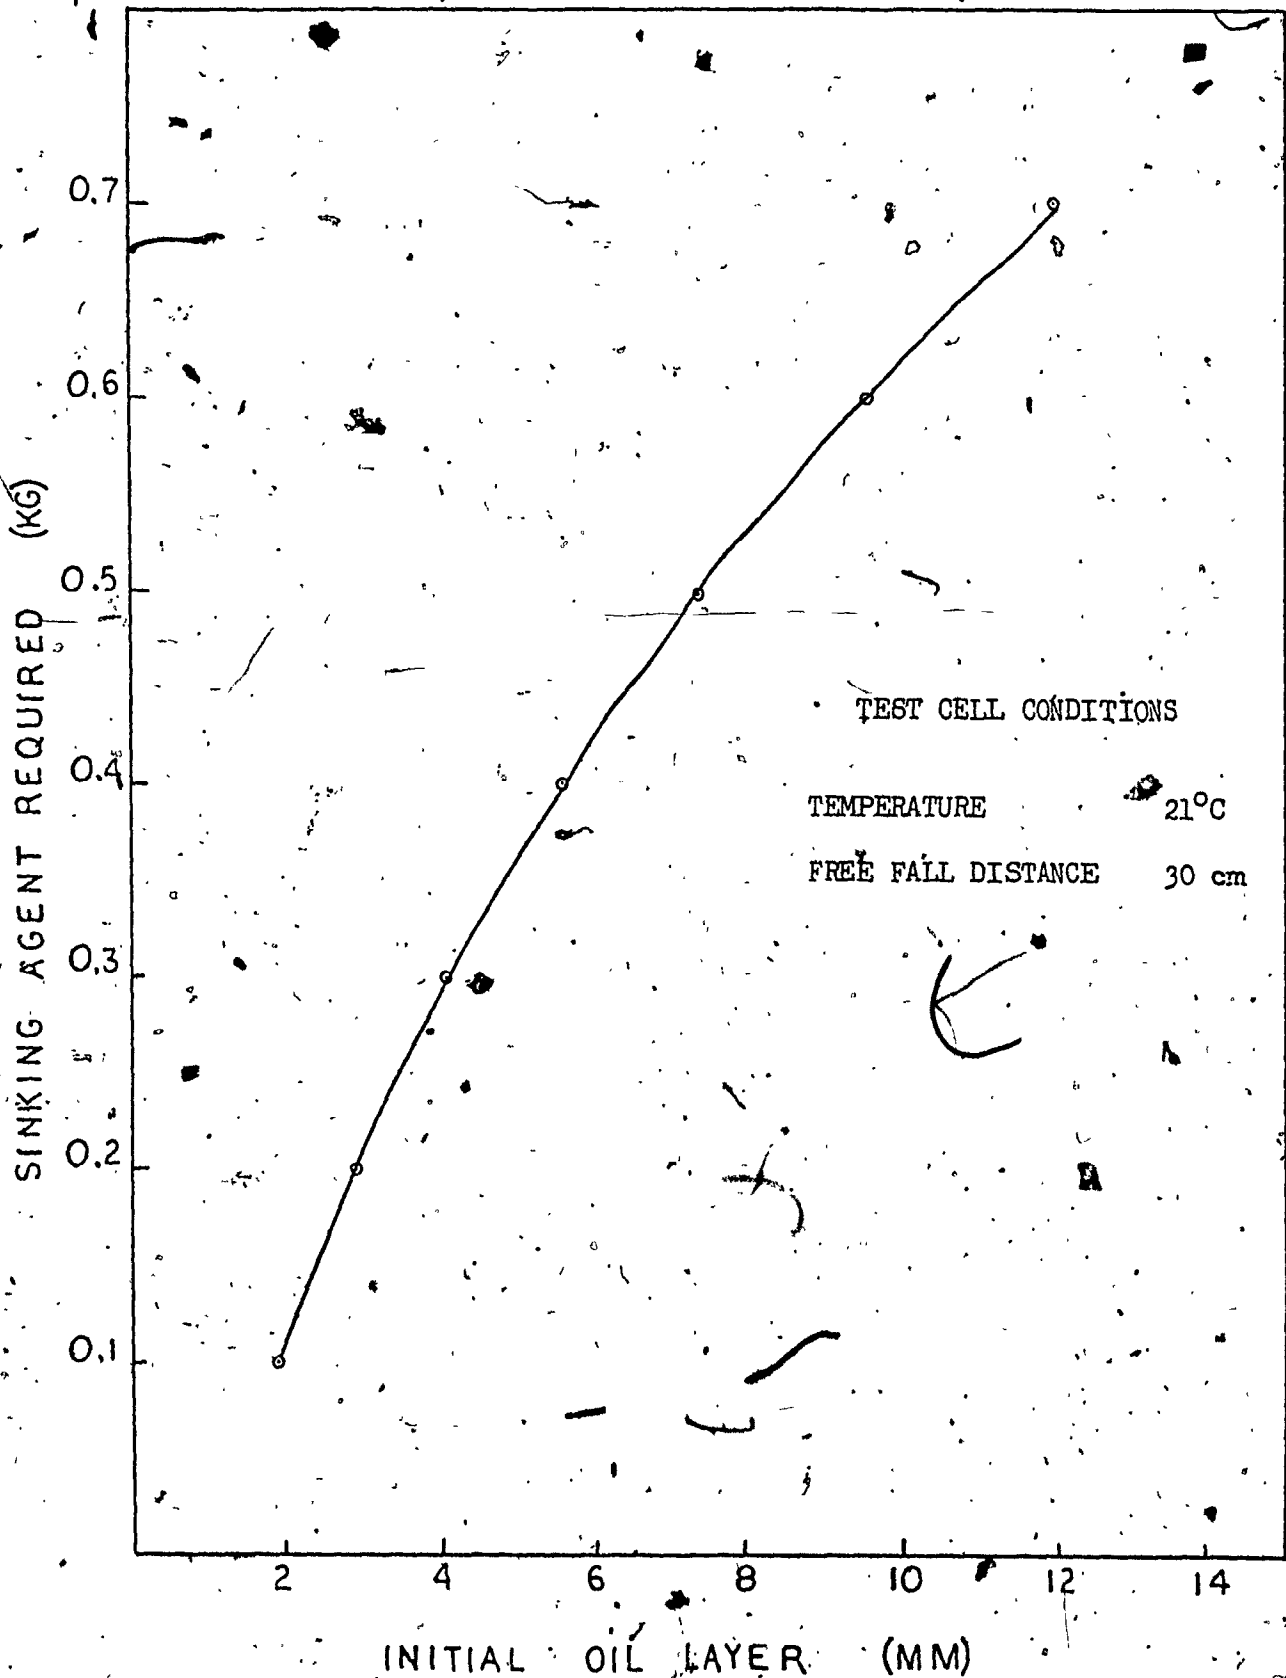 0.7
0.6
0.5
0.4
0.3
0.2
0.1
SINKING AGENT REQUIRED (KG)
TEST CELL CONDITIONS
TEMPERATURE 21°C
FREE FALL DISTANCE 30 cm
2 4 6 8 10 12 14
INITIAL OIL LAYER (MM)